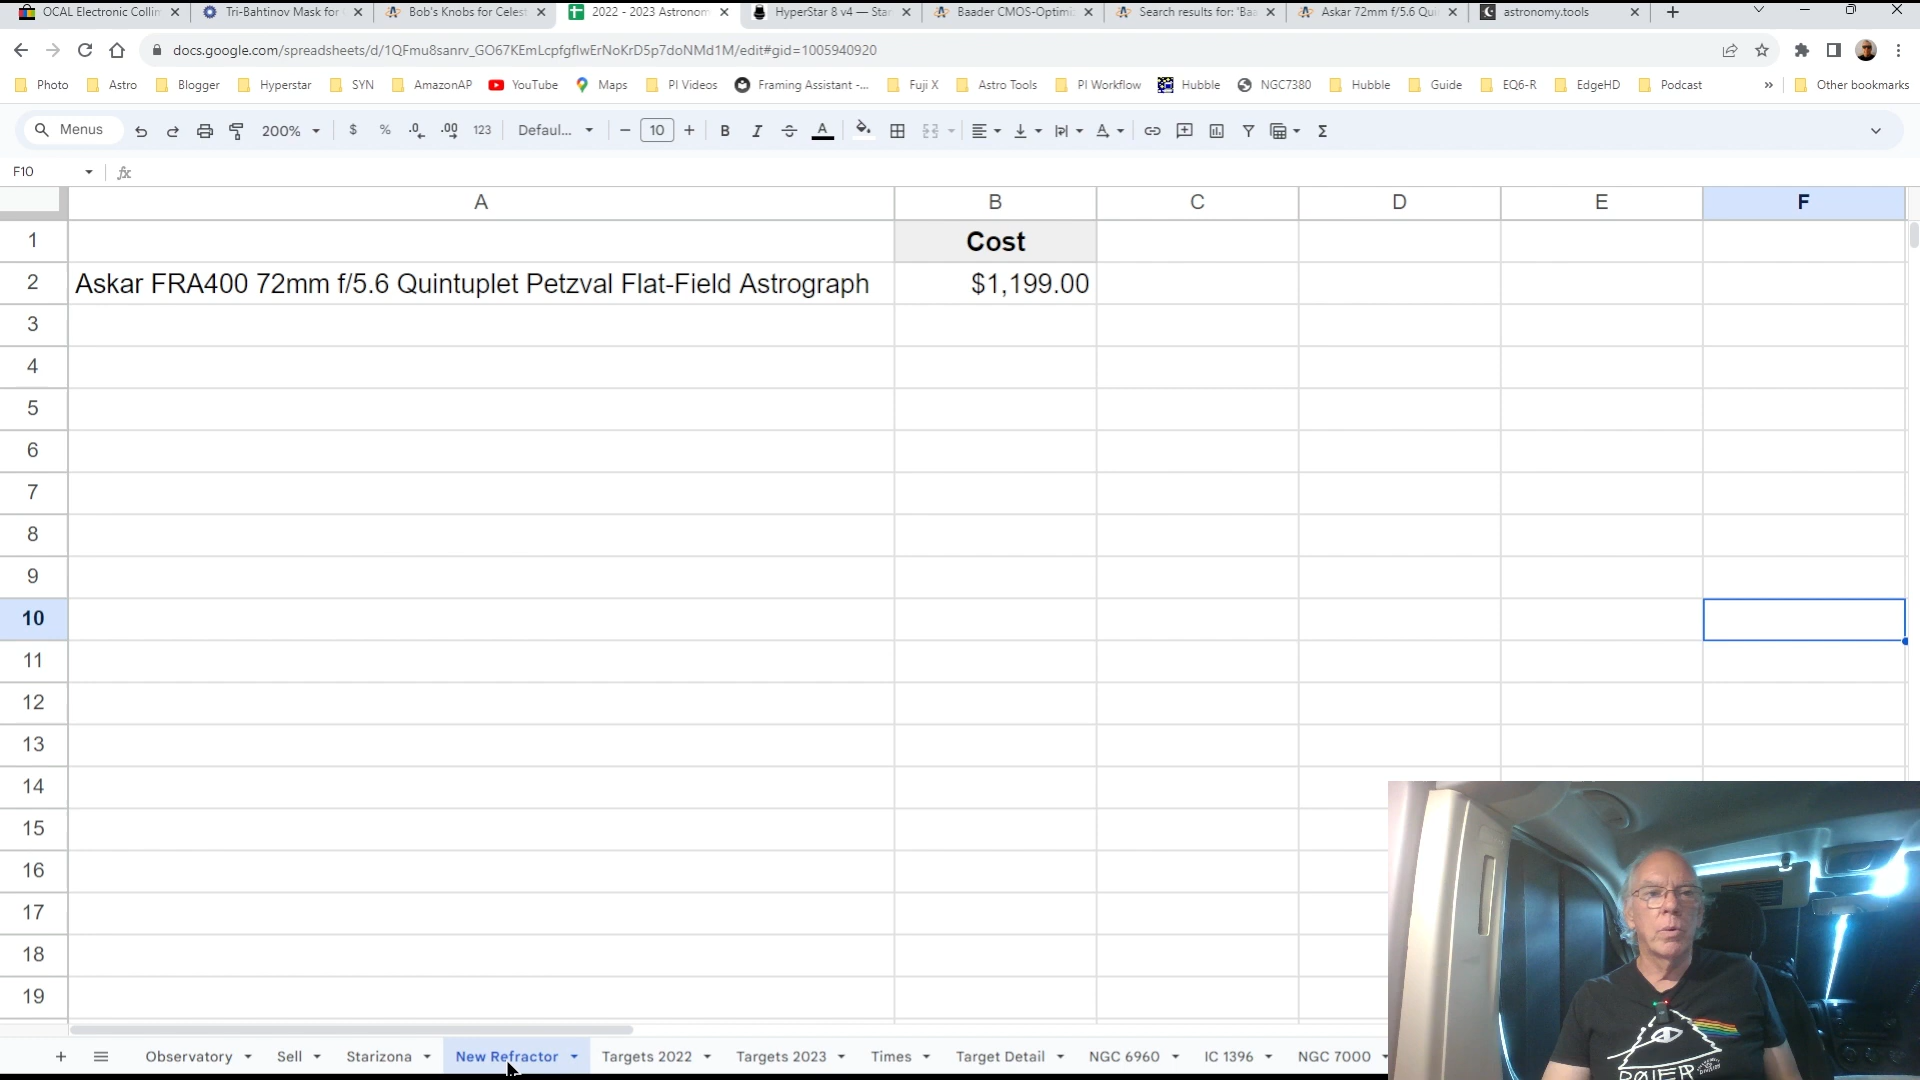 OCAL Electronic Collin
Tri-Bahtinov Mask for
Bob's Knobs for Celest
2022 - 2023 Astronom
HyperStar 8 v4 — Star
Baader CMOS-Optimi
Search results for: 'Baa
Askar 72mm f/5.6 Qui
astronomy.tools
docs.google.com/spreadsheets/d/1QFmu8sanrv_GO67KEmLcpfgflwErNoKrD5p7doNMd1M/edit#gid=1005940920
Photo
Astro
Blogger
Hyperstar
SYN
AmazonAP
YouTube
Maps
PI Videos
Framing Assistant -...
Fuji X
Astro Tools
PI Workflow
Hubble
NGC7380
Hubble
Guide
EQ6-R
EdgeHD
Podcast
»
Other bookmarks
Menus
200%
$
%
.0
.00
123
Defaul...
10
B
I
A
Σ
F10
fx
A B C D E F
1 Cost
2 Askar FRA400 72mm f/5.6 Quintuplet Petzval Flat-Field Astrograph $1,199.00
3
4
5
6
7
8
9
10
11
12
13
14
15
16
17
18
19
Observatory
Sell
Starizona
New Refractor
Targets 2022
Targets 2023
Times
Target Detail
NGC 6960
IC 1396
NGC 7000